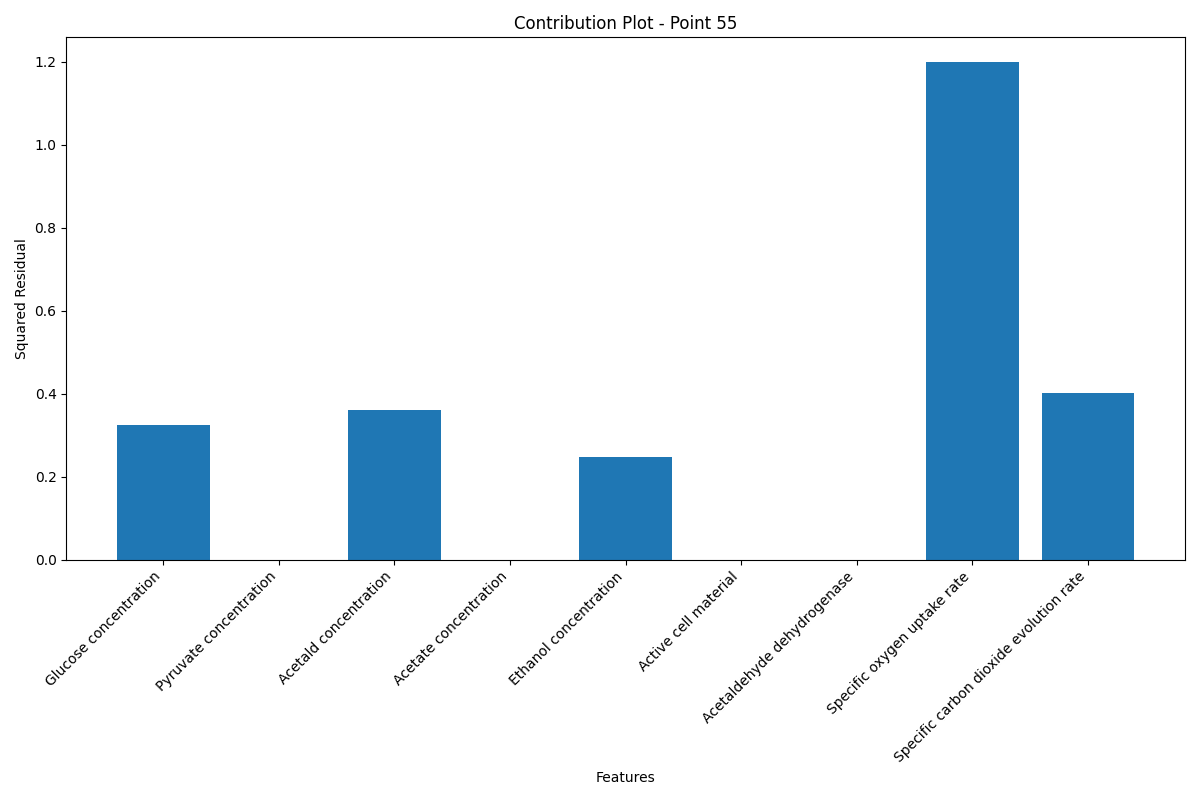 Contribution Plot - Point 55
Squared Residual
1.2
1.0
0.8
0.6
0.4
0.2
0.0
Glucose concentration
Pyruvate concentration
Acetald concentration
Acetate concentration
Ethanol concentration
Active cell material
Acetaldehyde dehydrogenase
Specific oxygen uptake rate
Specific carbon dioxide evolution rate
Features